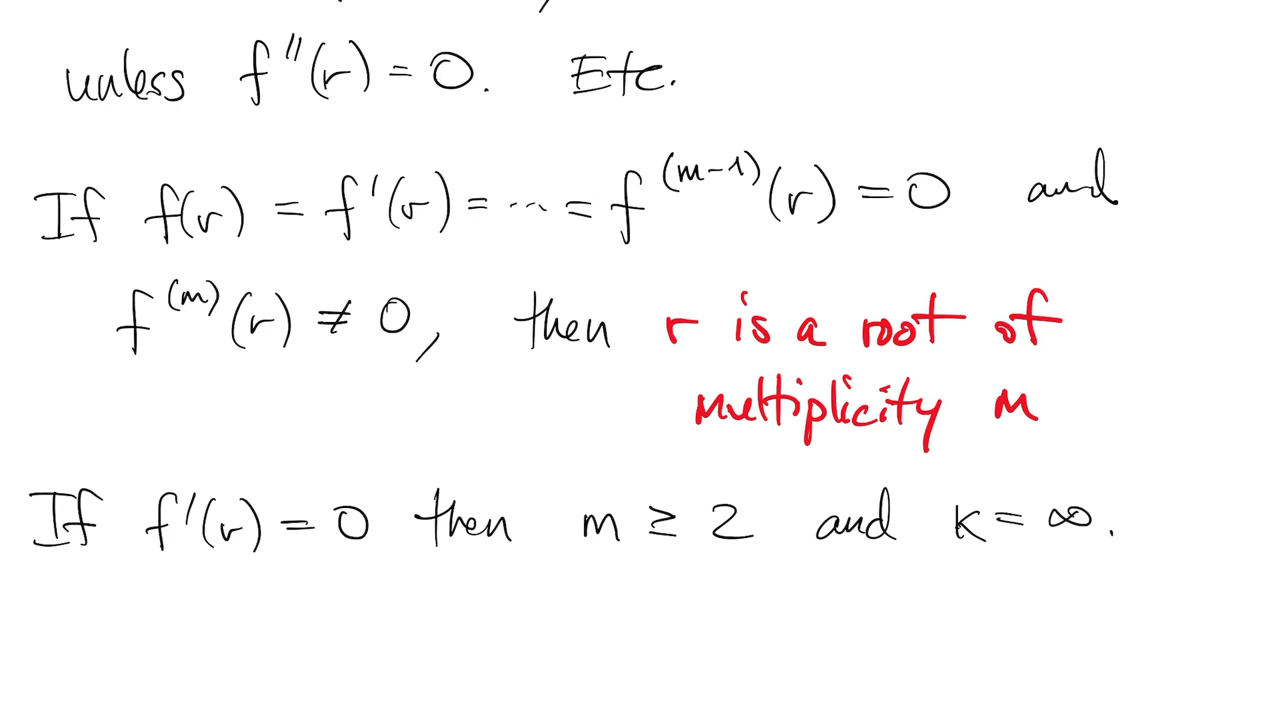 unless f''(r) = 0. Etc.
If f(r) = f'(r) = ... = f^(m-1)(r) = 0 and
f^(m)(r) ≠ 0, then r is a root of
multiplicity m
If f'(r) = 0 then m ≥ 2 and K = ∞.